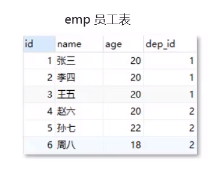 emp 员工表
id name age dep_id
1 张三 20 1
2 李四 20 1
3 王五 20 1
4 赵六 20 2
5 孙七 22 2
6 周八 18 2